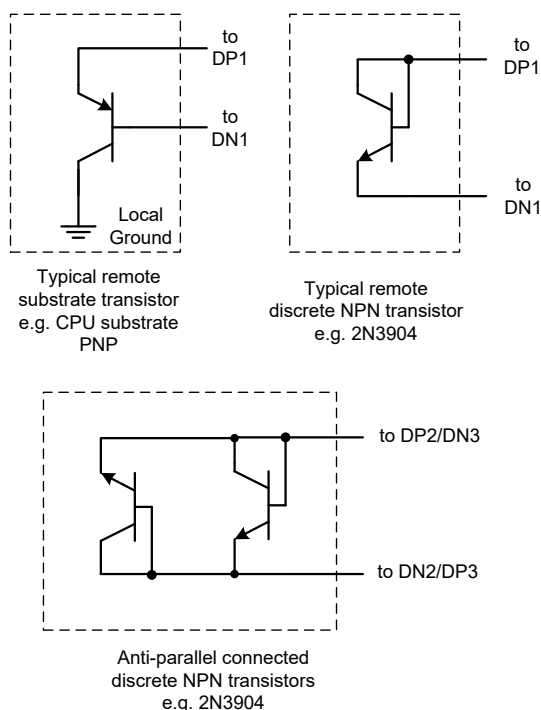 to
DP1
to
DN1
Local
Ground
Typical remote
substrate transistor
e.g. CPU substrate
PNP
to
DP1
to
DN1
Typical remote
discrete NPN transistor
e.g. 2N3904
to DP2/DN3
to DN2/DP3
Anti-parallel connected
discrete NPN transistors
e.g. 2N3904